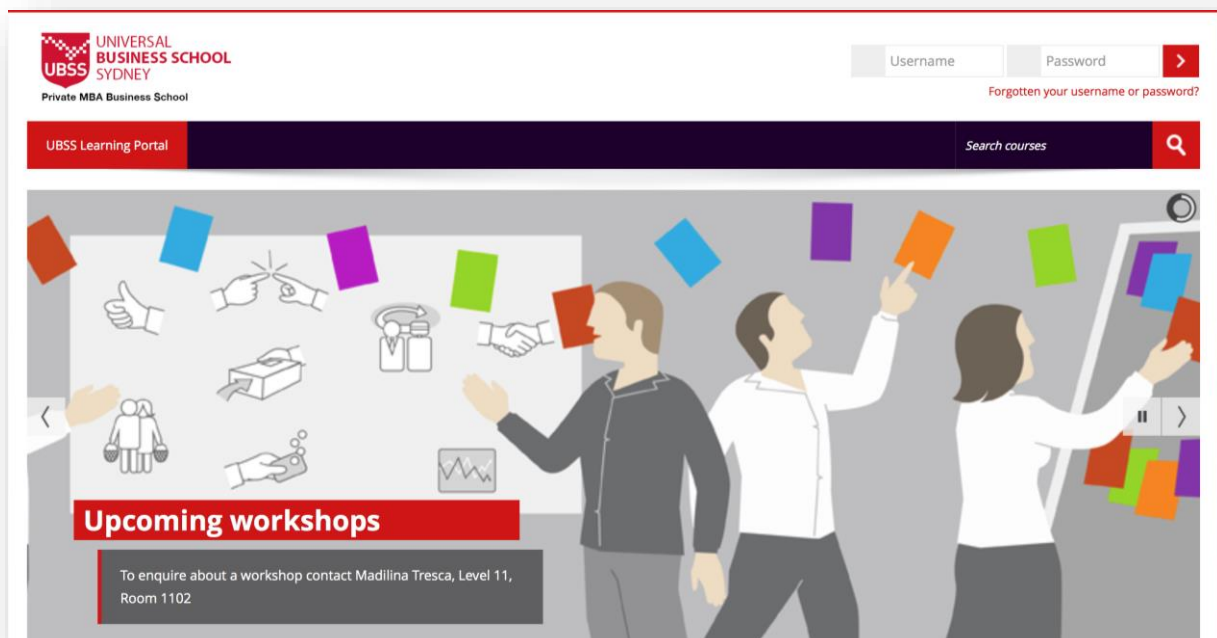 UNIVERSAL
BUSINESS SCHOOL
SYDNEY
UBSS
Private MBA Business School
Username
Password
Forgotten your username or password?
UBSS Learning Portal
Search courses
Upcoming workshops
To enquire about a workshop contact Madilina Tresca, Level 11,
Room 1102